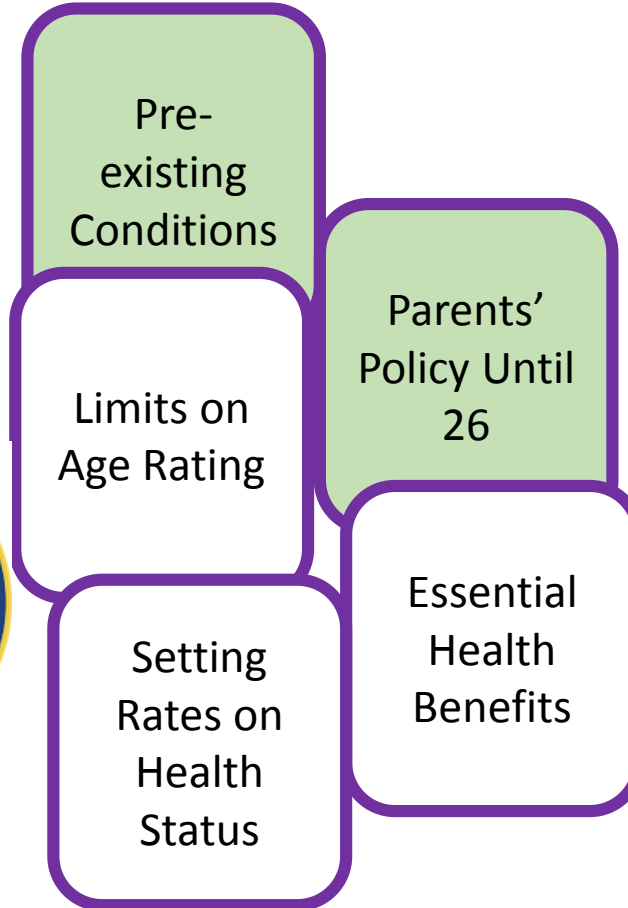 Pre-
existing
Conditions
Parents’
Policy Until
26
Limits on
Age Rating
Essential
Health
Benefits
Setting
Rates on
Health
Status